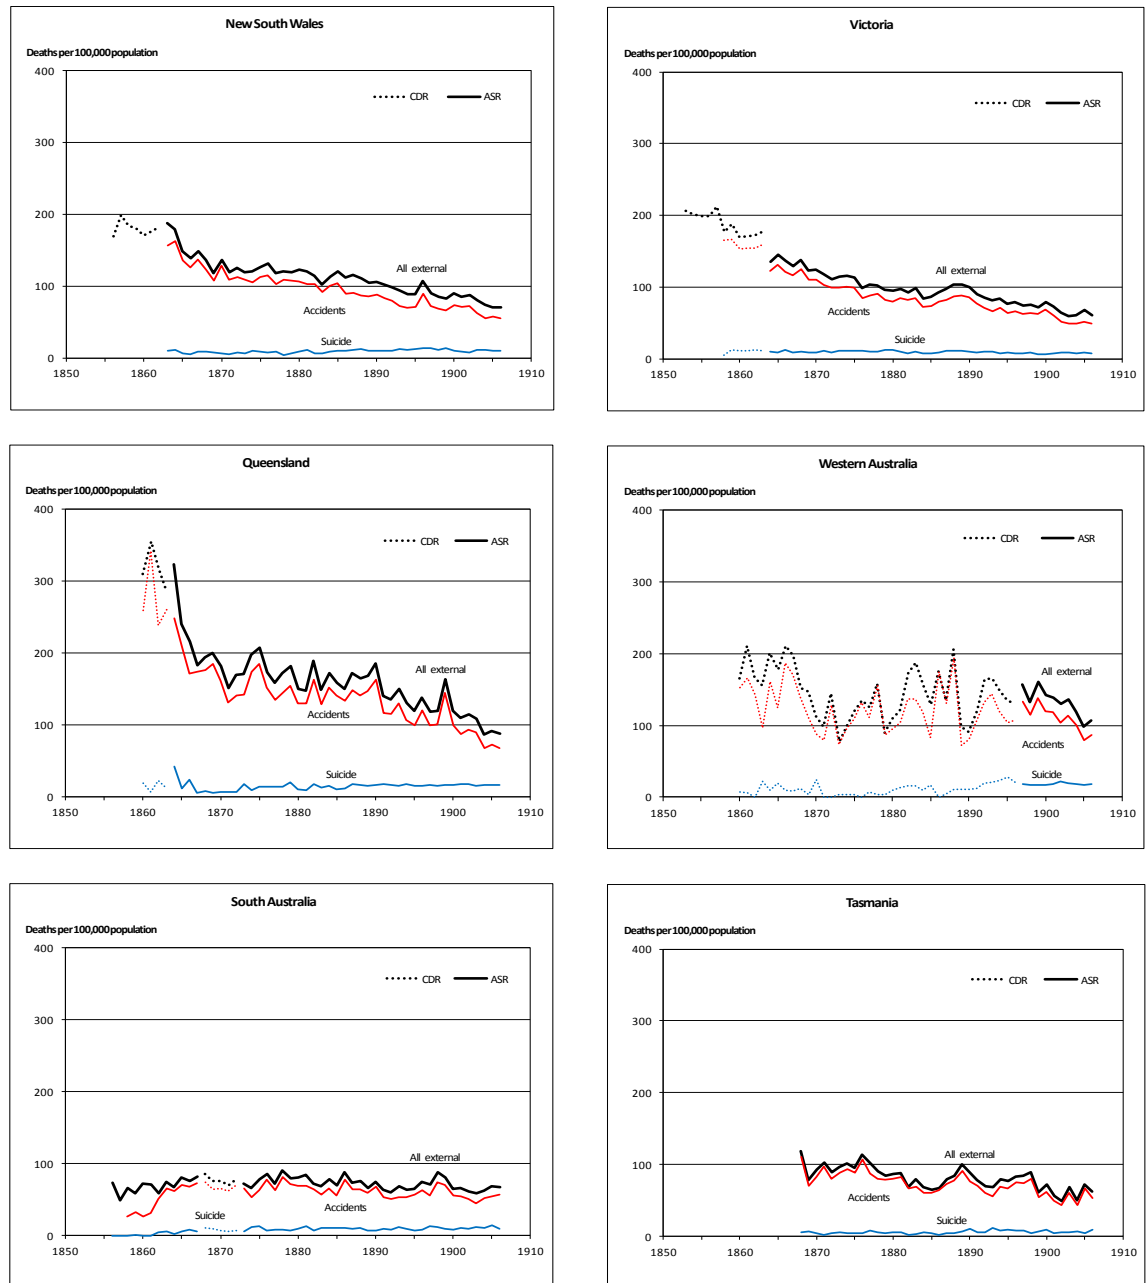 New South Wales
Deaths per 100,000 population
400
CDR ASR
300
200
All external
100
Accidents
Suicide
0
1850 1860 1870 1880 1890 1900 1910
Victoria
Deaths per 100,000 population
400
CDR ASR
300
200
All external
100
Accidents
Suicide
0
1850 1860 1870 1880 1890 1900 1910
Queensland
Deaths per 100,000 population
400
CDR ASR
300
200
All external
Accidents
100
Suicide
0
1850 1860 1870 1880 1890 1900 1910
Western Australia
Deaths per 100,000 population
400
CDR ASR
300
200
All external
100
Accidents
Suicide
0
1850 1860 1870 1880 1890 1900 1910
South Australia
Deaths per 100,000 population
400
CDR ASR
300
200
All external
100
Accidents
Suicide
0
1850 1860 1870 1880 1890 1900 1910
Tasmania
Deaths per 100,000 population
400
CDR ASR
300
200
All external
100
Accidents
Suicide
0
1850 1860 1870 1880 1890 1900 1910